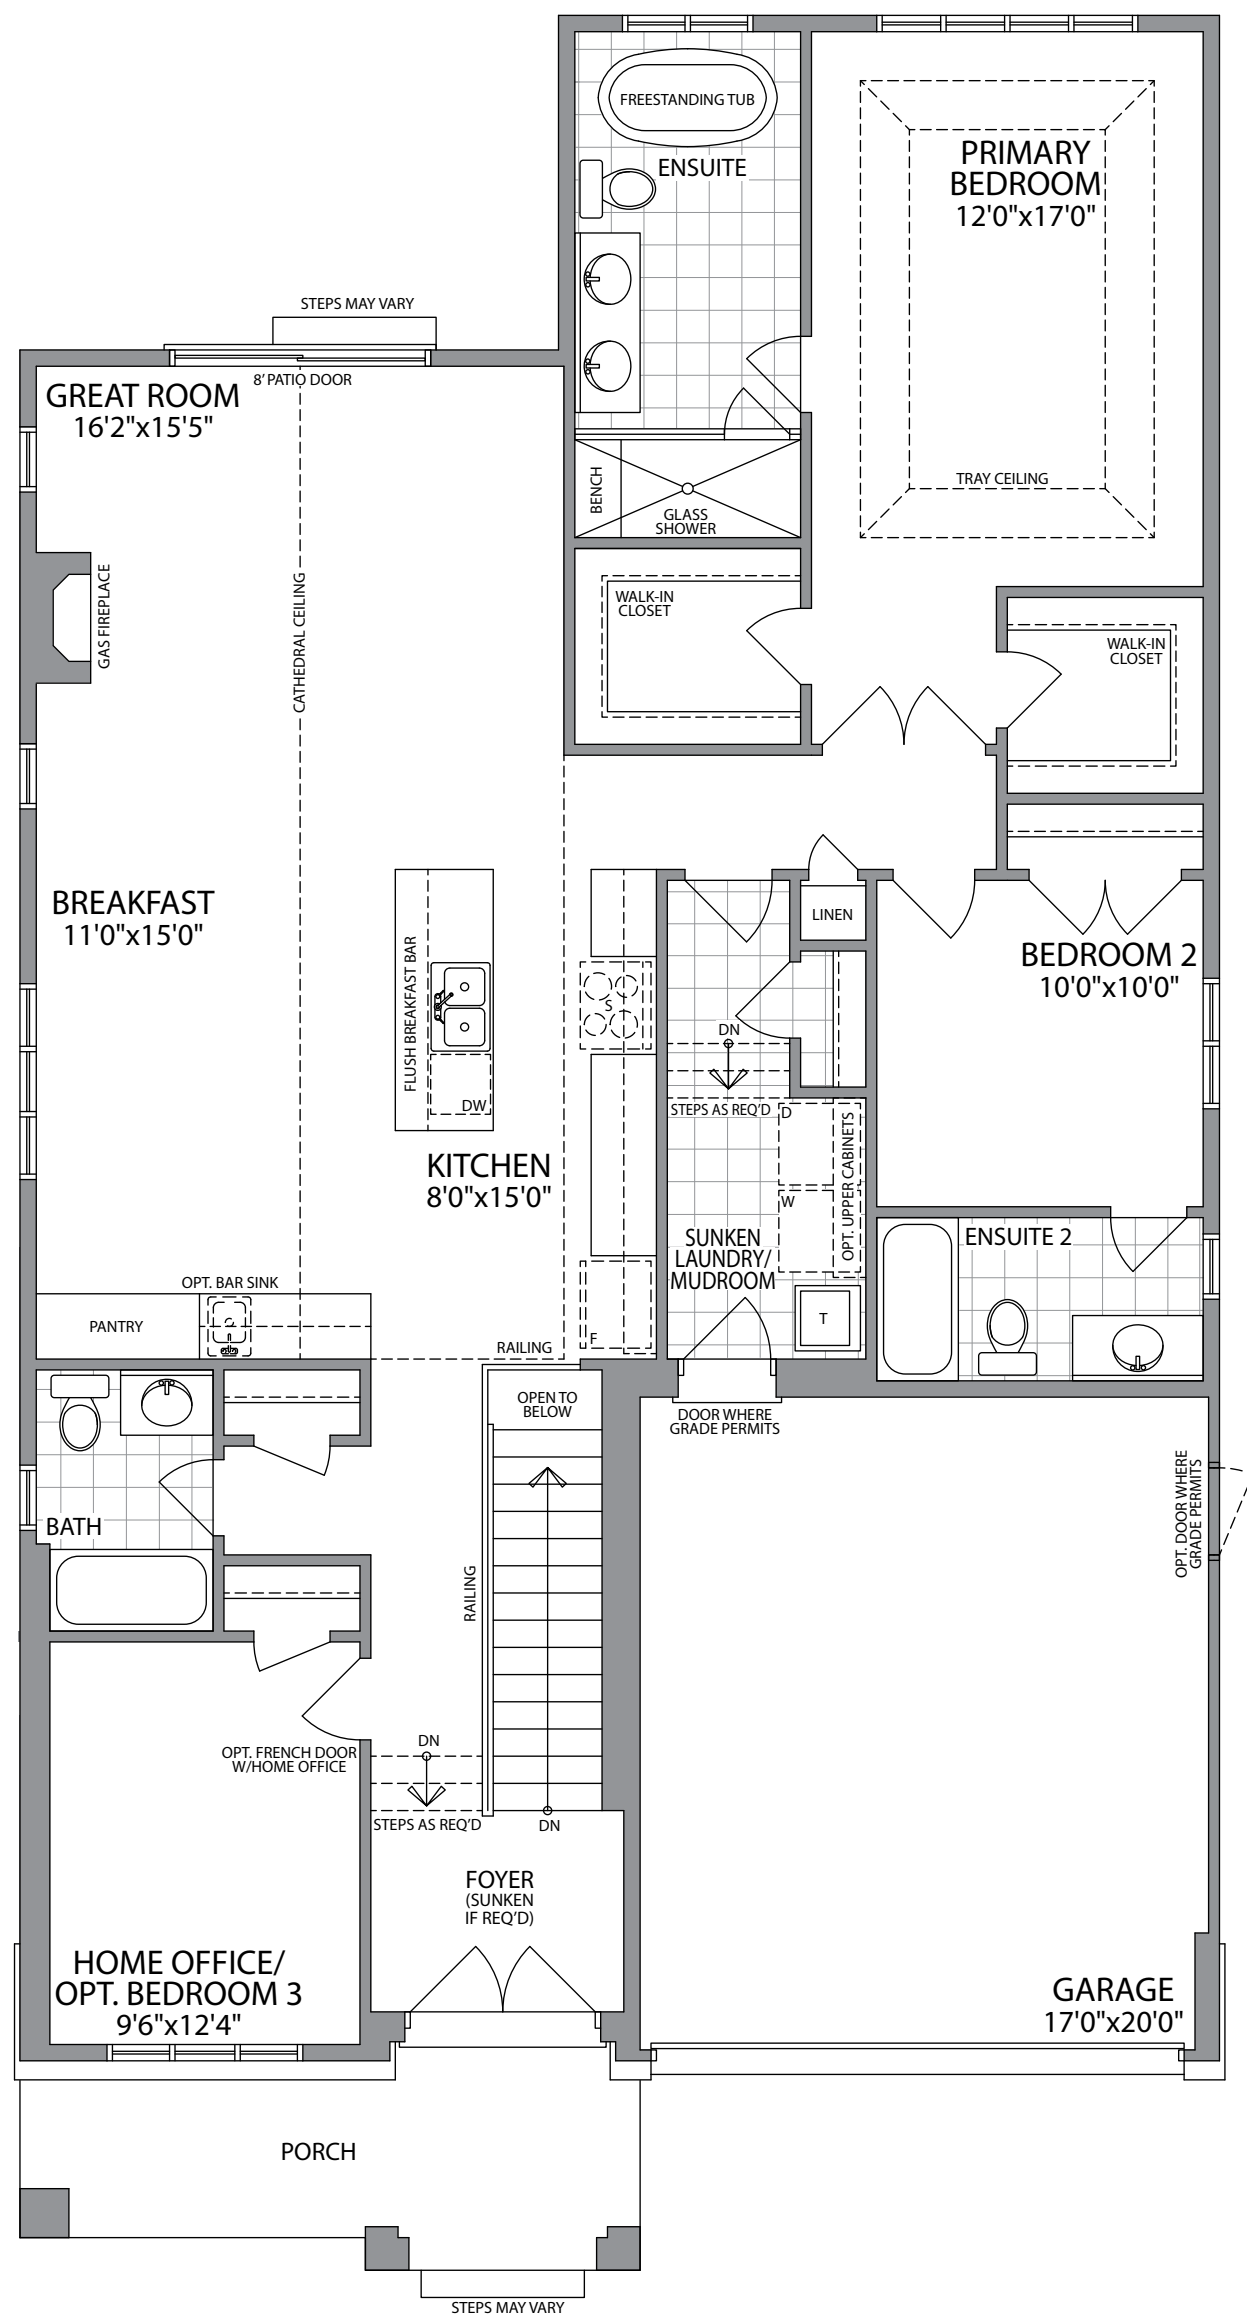 FREESTANDING TUB
ENSUITE
PRIMARY
BEDROOM
12'0"x17'0"
STEPS MAY VARY
8' PATIO DOOR
GREAT ROOM
16'2"x15'5"
BENCH
GLASS
SHOWER
TRAY CEILING
GAS FIREPLACE
CATHEDRAL CEILING
WALK-IN
CLOSET
WALK-IN
CLOSET
BREAKFAST
11'0"x15'0"
FLUSH BREAKFAST BAR
DW
S
LINEN
BEDROOM 2
10'0"x10'0"
DN
STEPS AS REQ'D
D
W
OPT. UPPER CABINETS
KITCHEN
8'0"x15'0"
SUNKEN
LAUNDRY/
MUDROOM
T
ENSUITE 2
OPT. BAR SINK
PANTRY
RAILING
F
OPEN TO
BELOW
DOOR WHERE
GRADE PERMITS
OPT. DOOR WHERE
GRADE PERMITS
BATH
RAILING
OPT. FRENCH DOOR
W/HOME OFFICE
DN
STEPS AS REQ'D
DN
FOYER
(SUNKEN
IF REQ'D)
HOME OFFICE/
OPT. BEDROOM 3
9'6"x12'4"
GARAGE
17'0"x20'0"
PORCH
STEPS MAY VARY